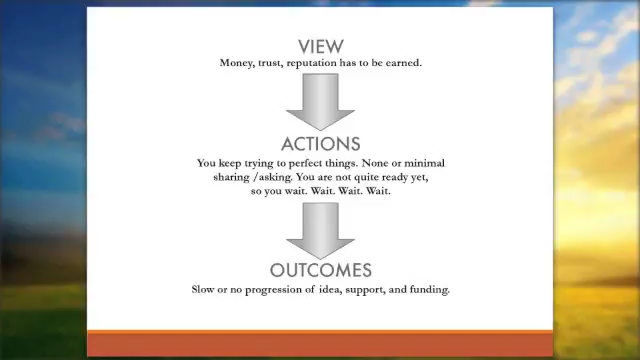 VIEW
Money, trust, reputation has to be earned.
ACTIONS
You keep trying to perfect things. None or minimal
sharing /asking. You are not quite ready yet,
so you wait. Wait. Wait. Wait.
OUTCOMES
Slow or no progression of idea, support, and funding.